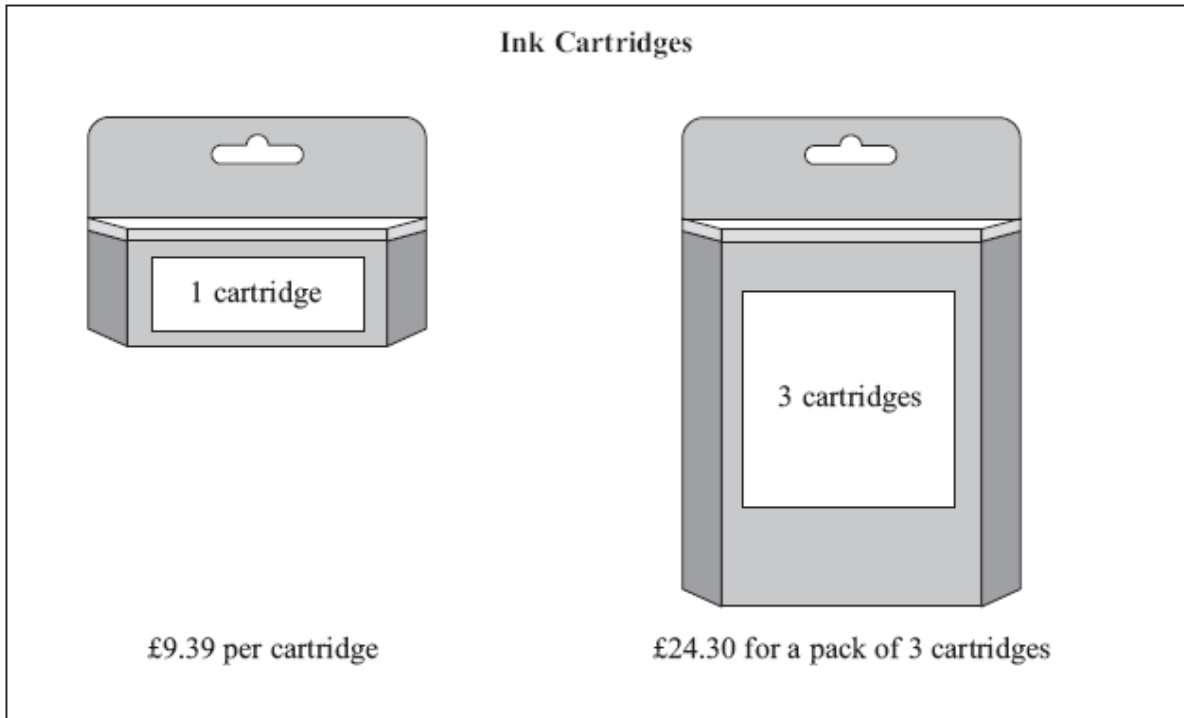 Ink Cartridges
1 cartridge
3 cartridges
£9.39 per cartridge
£24.30 for a pack of 3 cartridges